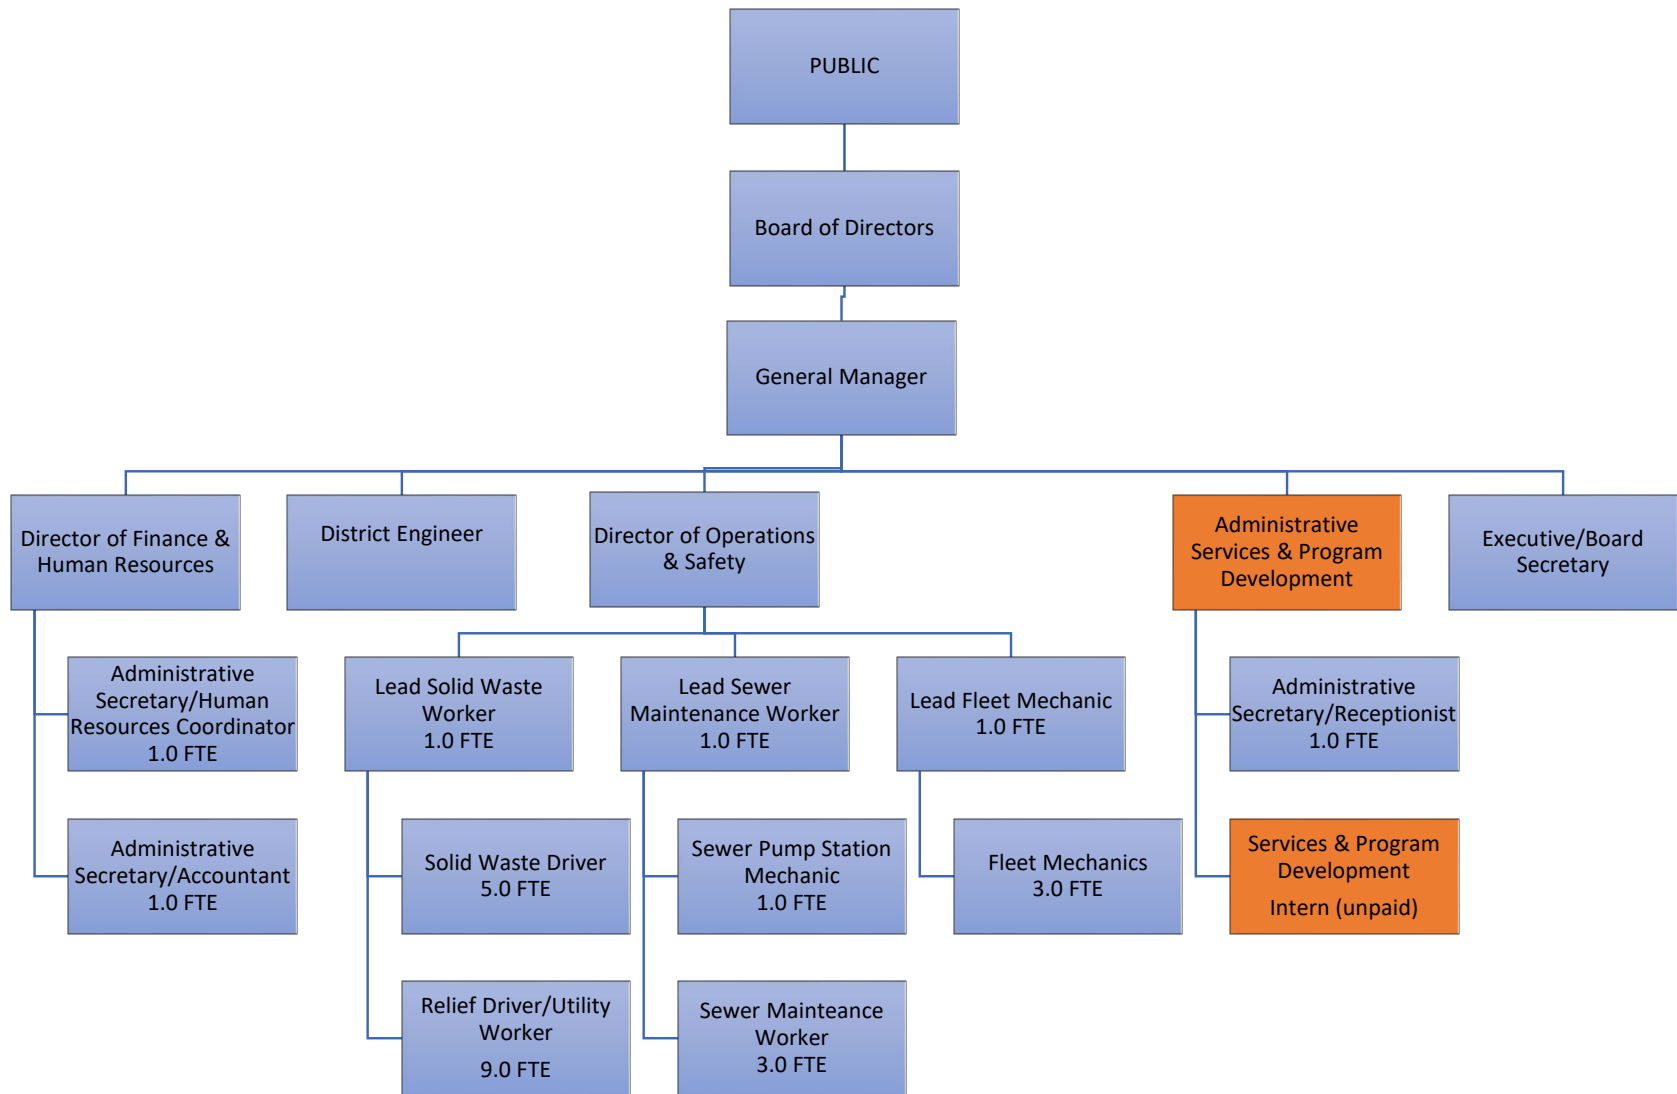 PUBLIC
Board of Directors
General Manager
Director of Finance &
Human Resources
District Engineer
Director of Operations
& Safety
Administrative
Services & Program
Development
Executive/Board
Secretary
Administrative
Secretary/Human
Resources Coordinator
1.0 FTE
Lead Solid Waste
Worker
1.0 FTE
Lead Sewer
Maintenance Worker
1.0 FTE
Lead Fleet Mechanic
1.0 FTE
Administrative
Secretary/Receptionist
1.0 FTE
Administrative
Secretary/Accountant
1.0 FTE
Solid Waste Driver
5.0 FTE
Sewer Pump Station
Mechanic
1.0 FTE
Fleet Mechanics
3.0 FTE
Services & Program
Development
Intern (unpaid)
Relief Driver/Utility
Worker
9.0 FTE
Sewer Mainteance
Worker
3.0 FTE